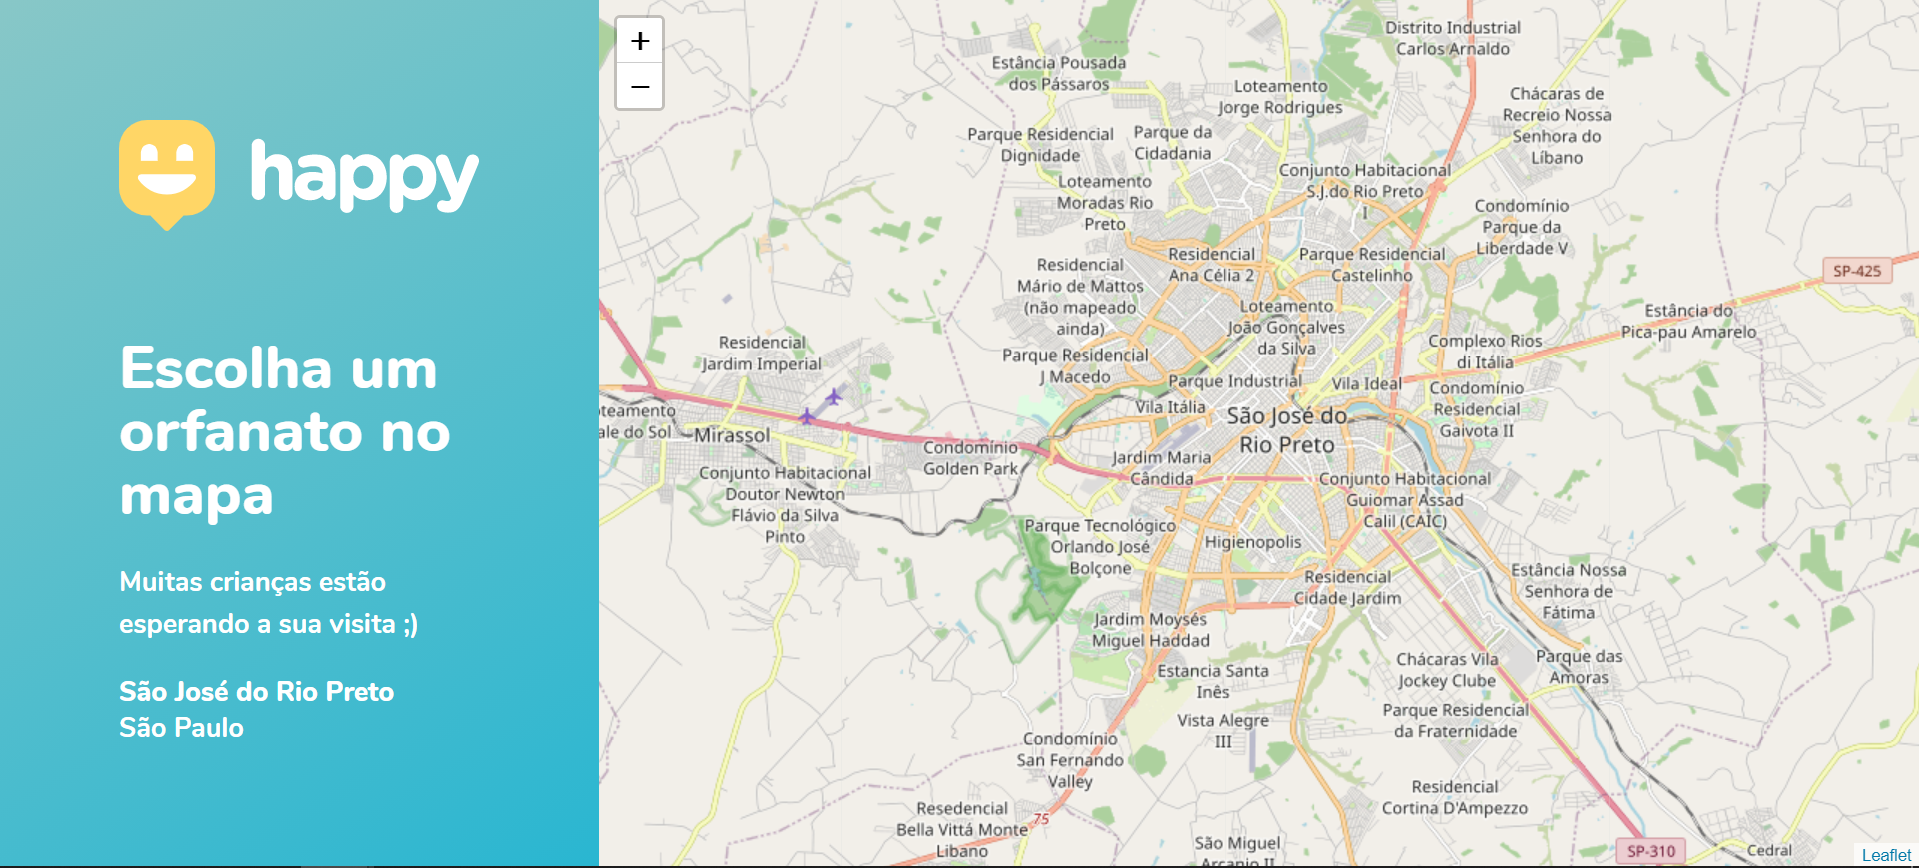 happy
Escolha um
orfanato no
mapa
Muitas crianças estão
esperando a sua visita ;)
São José do Rio Preto
São Paulo
+
−
Distrito Industrial
Carlos Arnaldo
Estância Pousada
dos Pássaros
Loteamento
Jorge Rodrigues
Chácaras de
Recreio Nossa
Senhora do
Líbano
Parque Residencial
Dignidade
Parque da
Cidadania
Conjunto Habitacional
S.J.do Rio Preto
I
Loteamento
Moradas Rio
Preto
Condomínio
Parque da
Liberdade V
Residencial
Ana Célia 2
Parque Residencial
Castelinho
Residencial
Mário de Mattos
(não mapeado
ainda)
SP-425
Loteamento
João Gonçalves
da Silva
Estância do
Pica-pau Amarelo
Residencial
Jardim Imperial
Complexo Rios
di Itália
Parque Residencial
J Macedo
Parque Industrial
Vila Ideal
Condomínio
Residencial
Gaivota II
Vila Itália
São José do
Rio Preto
oteamento
ale do Sol
Mirassol
Condomínio
Golden Park
Jardim Maria
Cândida
Conjunto Habitacional
Doutor Newton
Flávio da Silva
Pinto
Conjunto Habitacional
Guiomar Assad
Calil (CAIC)
Parque Tecnológico
Orlando José
Bolçone
Higienopolis
Residencial
Cidade Jardim
Estância Nossa
Senhora de
Fátima
Jardim Moysés
Miguel Haddad
Chácaras Vila
Jockey Clube
Parque das
Amoras
Estancia Santa
Inês
Vista Alegre
III
Parque Residencial
da Fraternidade
Condomínio
San Fernando
Valley
Residencial
Cortina D'Ampezzo
Resedencial
Bella Vittá Monte
Libano
75
São Miguel
Arcanjo II
SP-310
Cedral
Leaflet